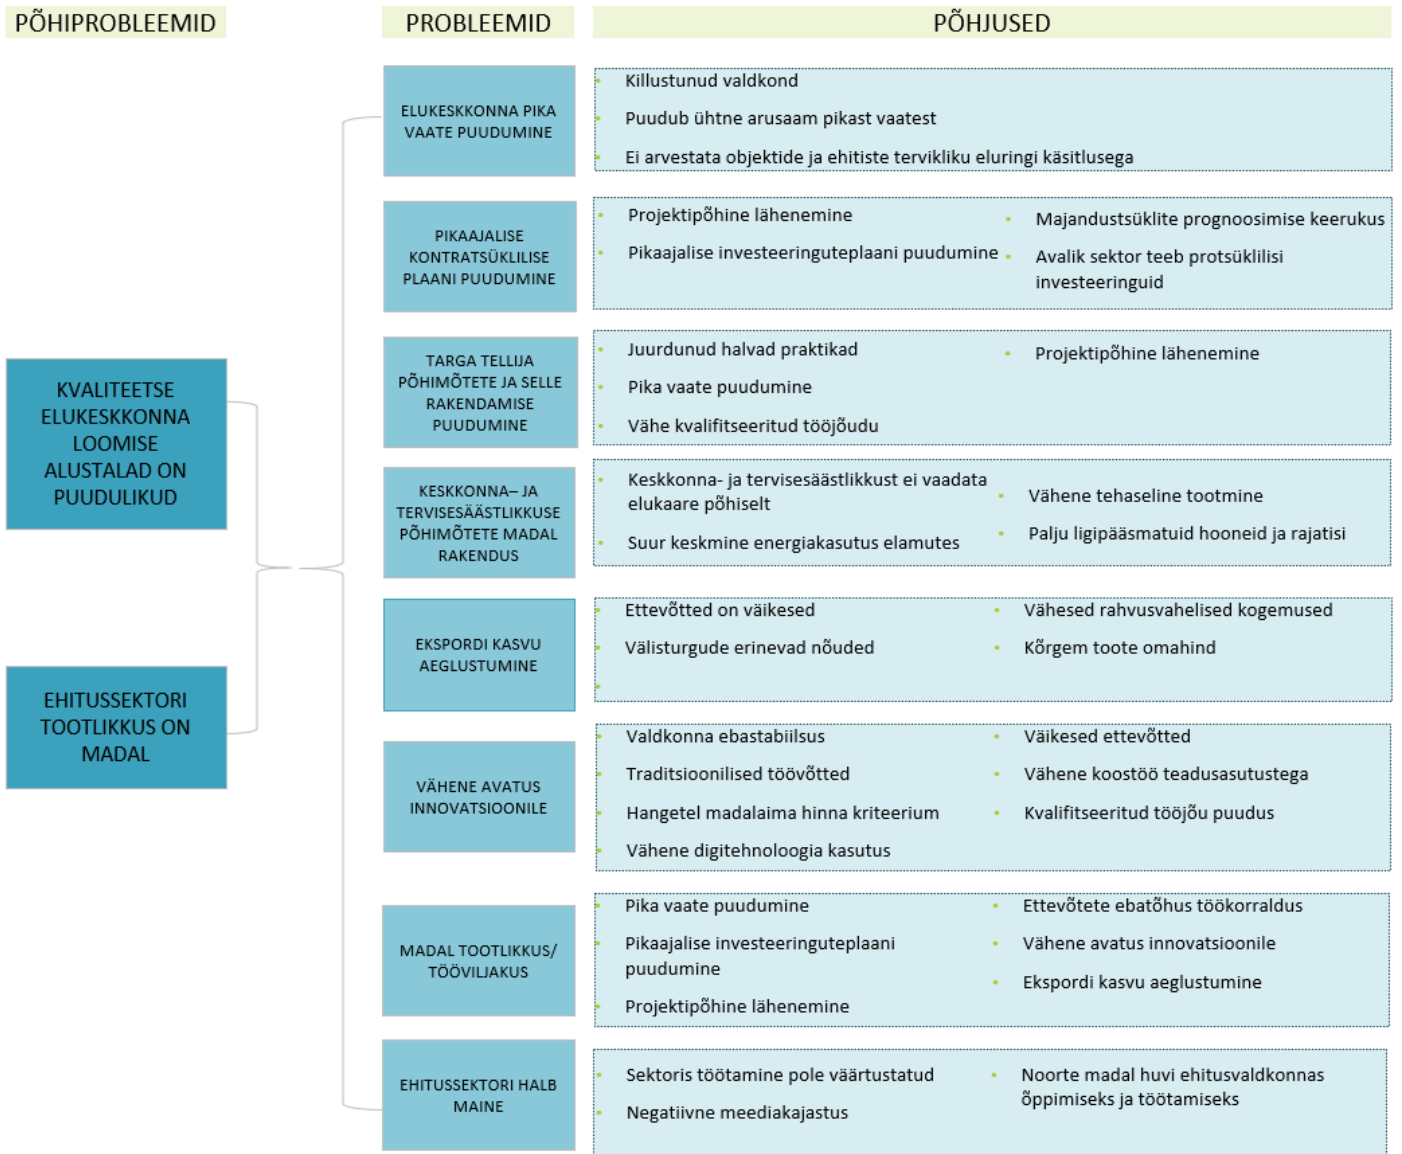 PÕHIPROBLEEMID
PROBLEEMID
PÕHJUSED
KVALITEETSE
ELUKESKKONNA
LOOMISE
ALUSTALAD ON
PUUDULIKUD
EHITUSSEKTORI
TOOTLIKKUS ON
MADAL
ELUKESKKONNA PIKA
VAATE PUUDUMINE
Killustunud valdkond
Puudub ühtne arusaam pikast vaatest
Ei arvestata objektide ja ehitiste tervikliku eluringi käsitlusega
PIKAAJALISE
KONTRATSÜKLILISE
PLAANI PUUDUMINE
Projektipõhine lähenemine
Pikaajalise investeeringuteplaani puudumine
Majandustsüklite prognoosimise keerukus
Avalik sektor teeb protsüklilisi
investeeringuid
TARGA TELLIJA
PÕHIMÕTETE JA SELLE
RAKENDAMISE
PUUDUMINE
Juurdunud halvad praktikad
Pika vaate puudumine
Vähe kvalifitseeritud tööjõudu
Projektipõhine lähenemine
KESKKONNA– JA
TERVISESÄÄSTLIKKUSE
PÕHIMÕTETE MADAL
RAKENDUS
Keskkonna- ja tervisesäästlikkust ei vaadata
elukaare põhiselt
Suur keskmine energiakasutus elamutes
Vähene tehaseline tootmine
Palju ligipääsmatuid hooneid ja rajatisi
EKSPORDI KASVU
AEGLUSTUMINE
Ettevõtted on väikesed
Välisturgude erinevad nõuded
Vähesed rahvusvahelised kogemused
Kõrgem toote omahind
VÄHENE AVATUS
INNOVATSIOONILE
Valdkonna ebastabiilsus
Traditsioonilised töövõtted
Hangetel madalaima hinna kriteerium
Vähene digitehnoloogia kasutus
Väikesed ettevõtted
Vähene koostöö teadusasutustega
Kvalifitseeritud tööjõu puudus
MADAL TOOTLIKKUS/
TÖÖVILJAKUS
Pika vaate puudumine
Pikaajalise investeeringuteplaani
puudumine
Projektipõhine lähenemine
Ettevõtete ebatõhus töökorraldus
Vähene avatus innovatsioonile
Ekspordi kasvu aeglustumine
EHITUSSEKTORI HALB
MAINE
Sektoris töötamine pole väärtustatud
Negatiivne meediakajastus
Noorte madal huvi ehitusvaldkonnas
õppimiseks ja töötamiseks